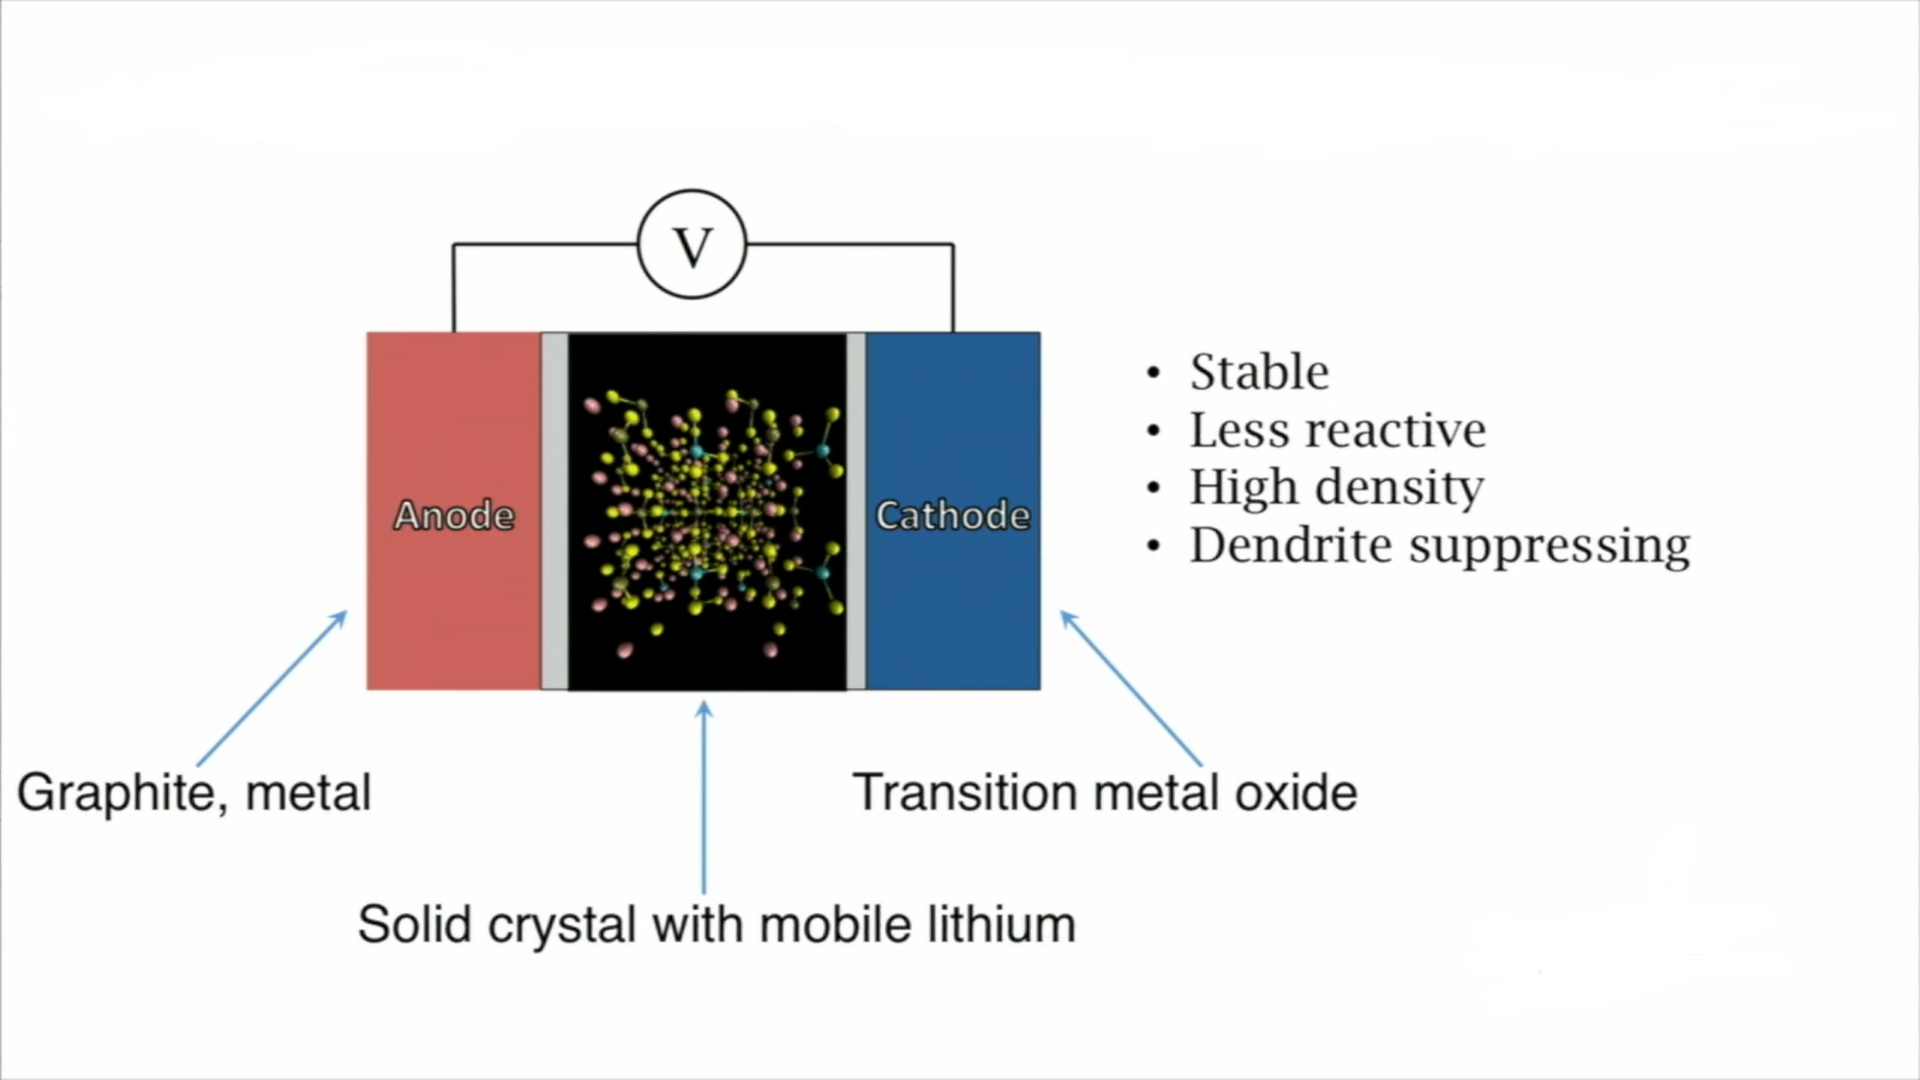 V
Anode
Cathode
• Stable
• Less reactive
• High density
• Dendrite suppressing
Graphite, metal
Transition metal oxide
Solid crystal with mobile lithium